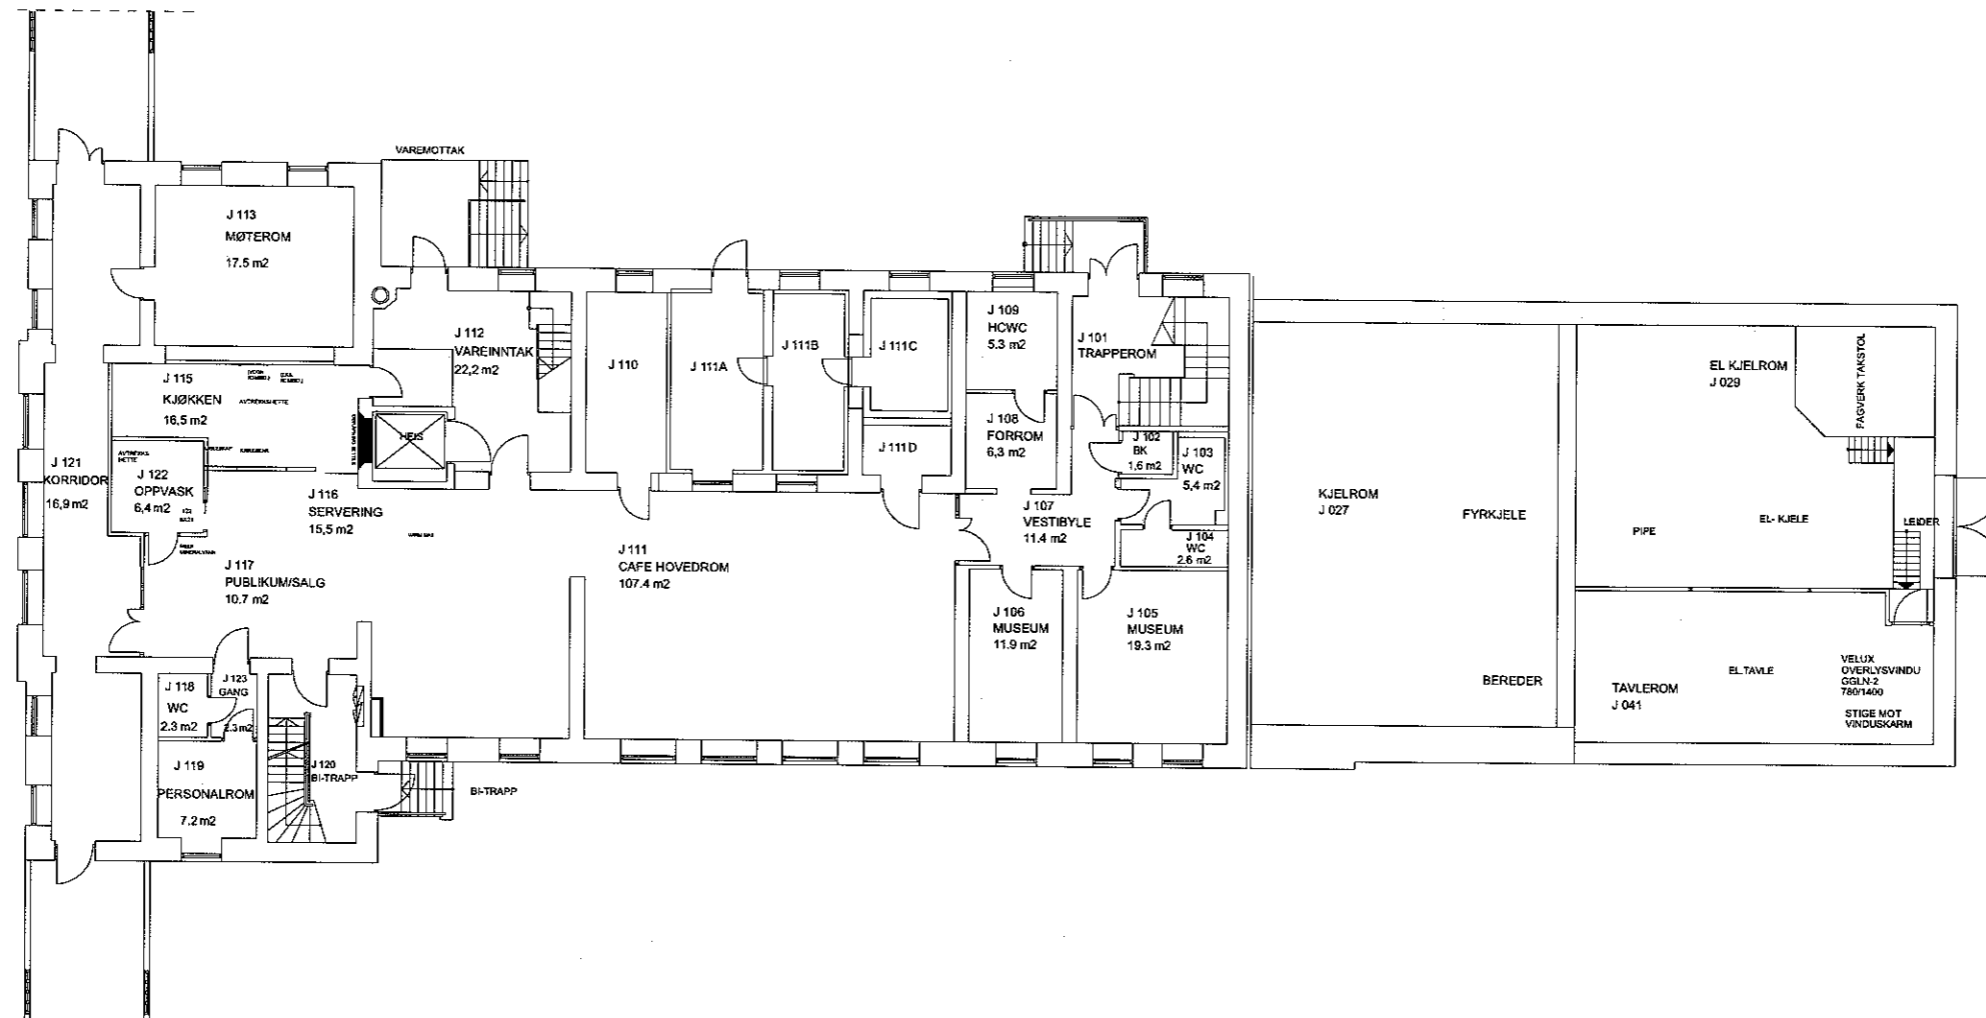 VAREMOTTAK
J 113
MØTEROM
17.5 m2
J 112
VAREINNTAK
22,2 m2
J 115
KJØKKEN
16,5 m2
AVTREKKSHETTE
HEIS
J 110
J 111A
J 111B
J 111C
J 111D
J 109
HCWC
5.3 m2
J 108
FORROM
6,3 m2
J 101
TRAPPEROM
J 102
BK
1,6 m2
J 103
WC
5,4 m2
J 104
WC
2.6 m2
J 107
VESTIBYLE
11.4 m2
J 121
KORRIDOR
16,9 m2
AVTREKKS
HETTE
J 122
OPPVASK
6,4 m2
J 116
SERVERING
15,5 m2
J 117
PUBLIKUM/SALG
10.7 m2
J 111
CAFE HOVEDROM
107.4 m2
J 106
MUSEUM
11.9 m2
J 105
MUSEUM
19.3 m2
J 118
WC
2.3 m2
J 123
GANG
2.3 m2
J 119
PERSONALROM
7.2 m2
J 120
BI-TRAPP
BI-TRAPP
KJELROM
J 027
FYRKJELE
BEREDER
EL KJELROM
J 029
FAGVERK TAKSTOL
PIPE
EL- KJELE
LEIDER
TAVLEROM
J 041
EL.TAVLE
VELUX
OVERLYSVINDU
GGLN-2
780/1400
STIGE MOT
VINDUSKARM